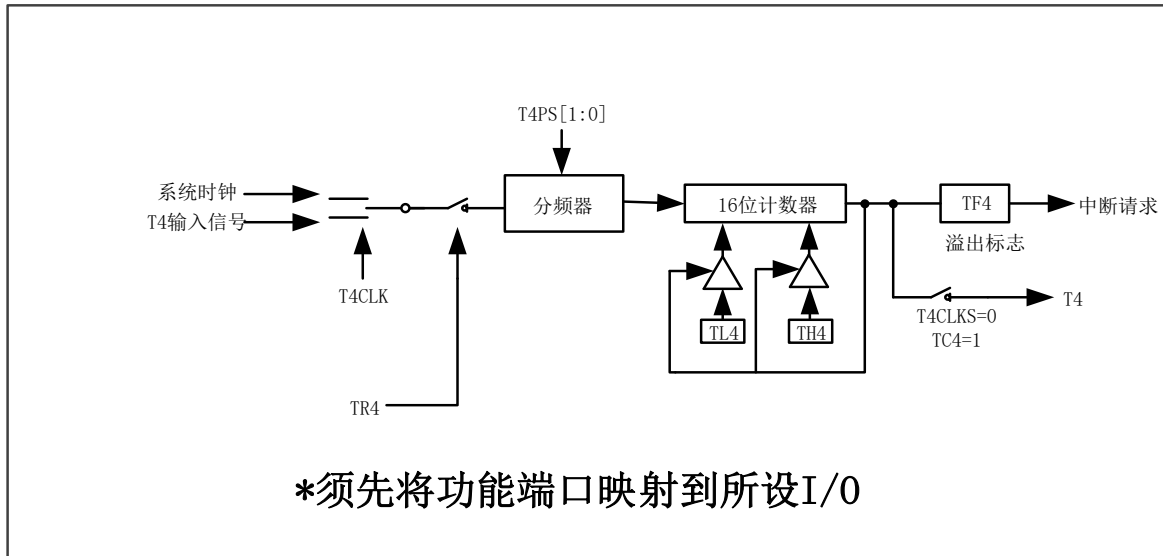 T4PS[1:0]
系统时钟
分频器
16位计数器
TF4
中断请求
T4输入信号
溢出标志
T4CLK
TL4
TH4
T4
T4CLKS=0
TC4=1
TR4
*须先将功能端口映射到所设I/O